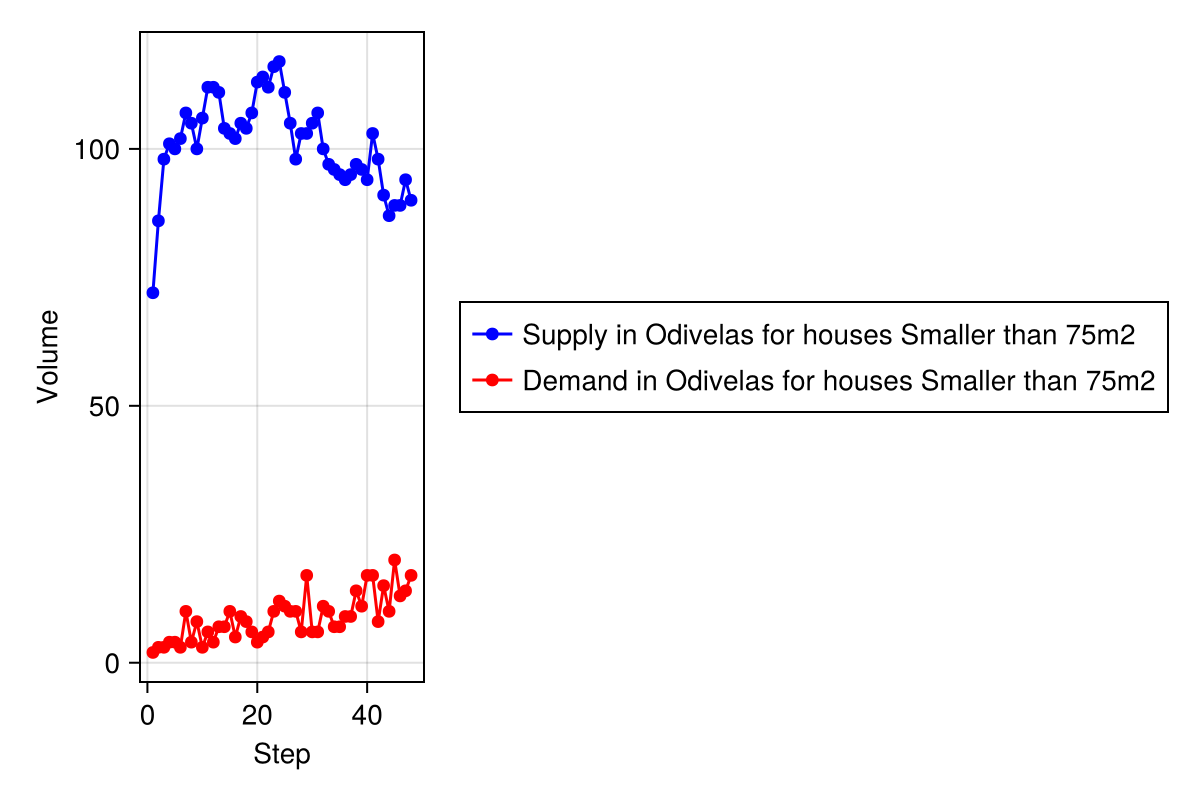 Volume
100
50
0
0 20 40
Step
Supply in Odivelas for houses Smaller than 75m2
Demand in Odivelas for houses Smaller than 75m2